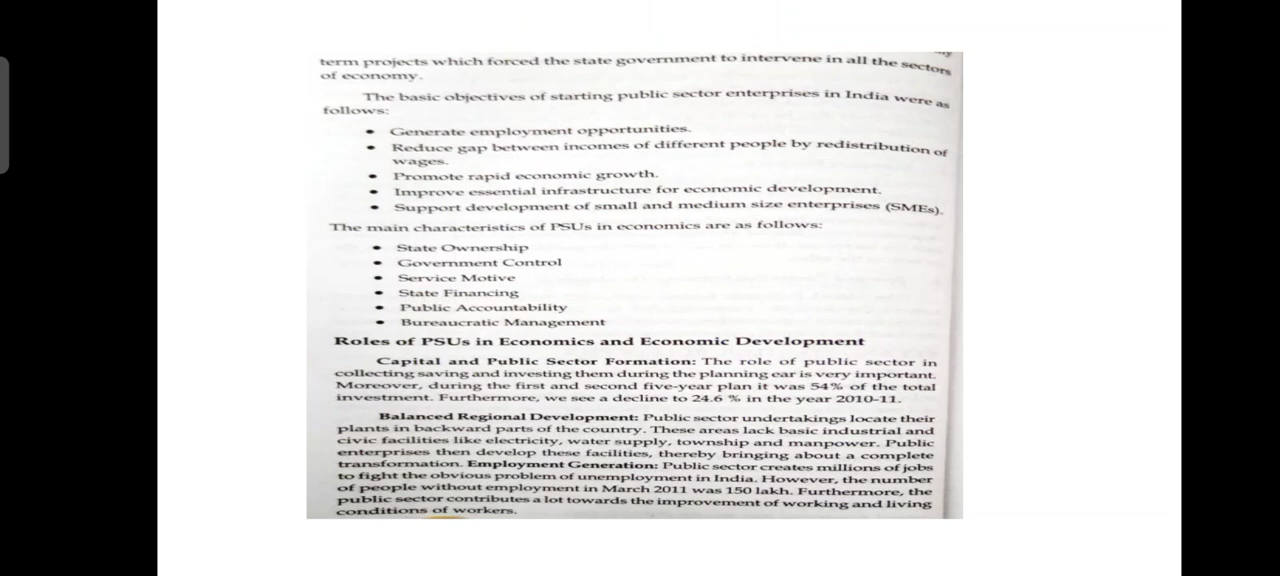 term projects which forced the state government to intervene in all the sectors
of economy.
The basic objectives of starting public sector enterprises in India were as
follows:
• Generate employment opportunities.
• Reduce gap between incomes of different people by redistribution of
wages.
• Promote rapid economic growth.
• Improve essential infrastructure for economic development.
• Support development of small and medium size enterprises (SMEs).
The main characteristics of PSUs in economics are as follows:
• State Ownership
• Government Control
• Service Motive
• State Financing
• Public Accountability
• Bureaucratic Management
Roles of PSUs in Economics and Economic Development
Capital and Public Sector Formation: The role of public sector in
collecting saving and investing them during the planning ear is very important.
Moreover, during the first and second five-year plan it was 54% of the total
investment. Furthermore, we see a decline to 24.6 % in the year 2010-11.
Balanced Regional Development: Public sector undertakings locate their
plants in backward parts of the country. These areas lack basic industrial and
civic facilities like electricity, water supply, township and manpower. Public
enterprises then develop these facilities, thereby bringing about a complete
transformation. Employment Generation: Public sector creates millions of jobs
to fight the obvious problem of unemployment in India. However, the number
of people without employment in March 2011 was 150 lakh. Furthermore, the
public sector contributes a lot towards the improvement of working and living
conditions of workers.